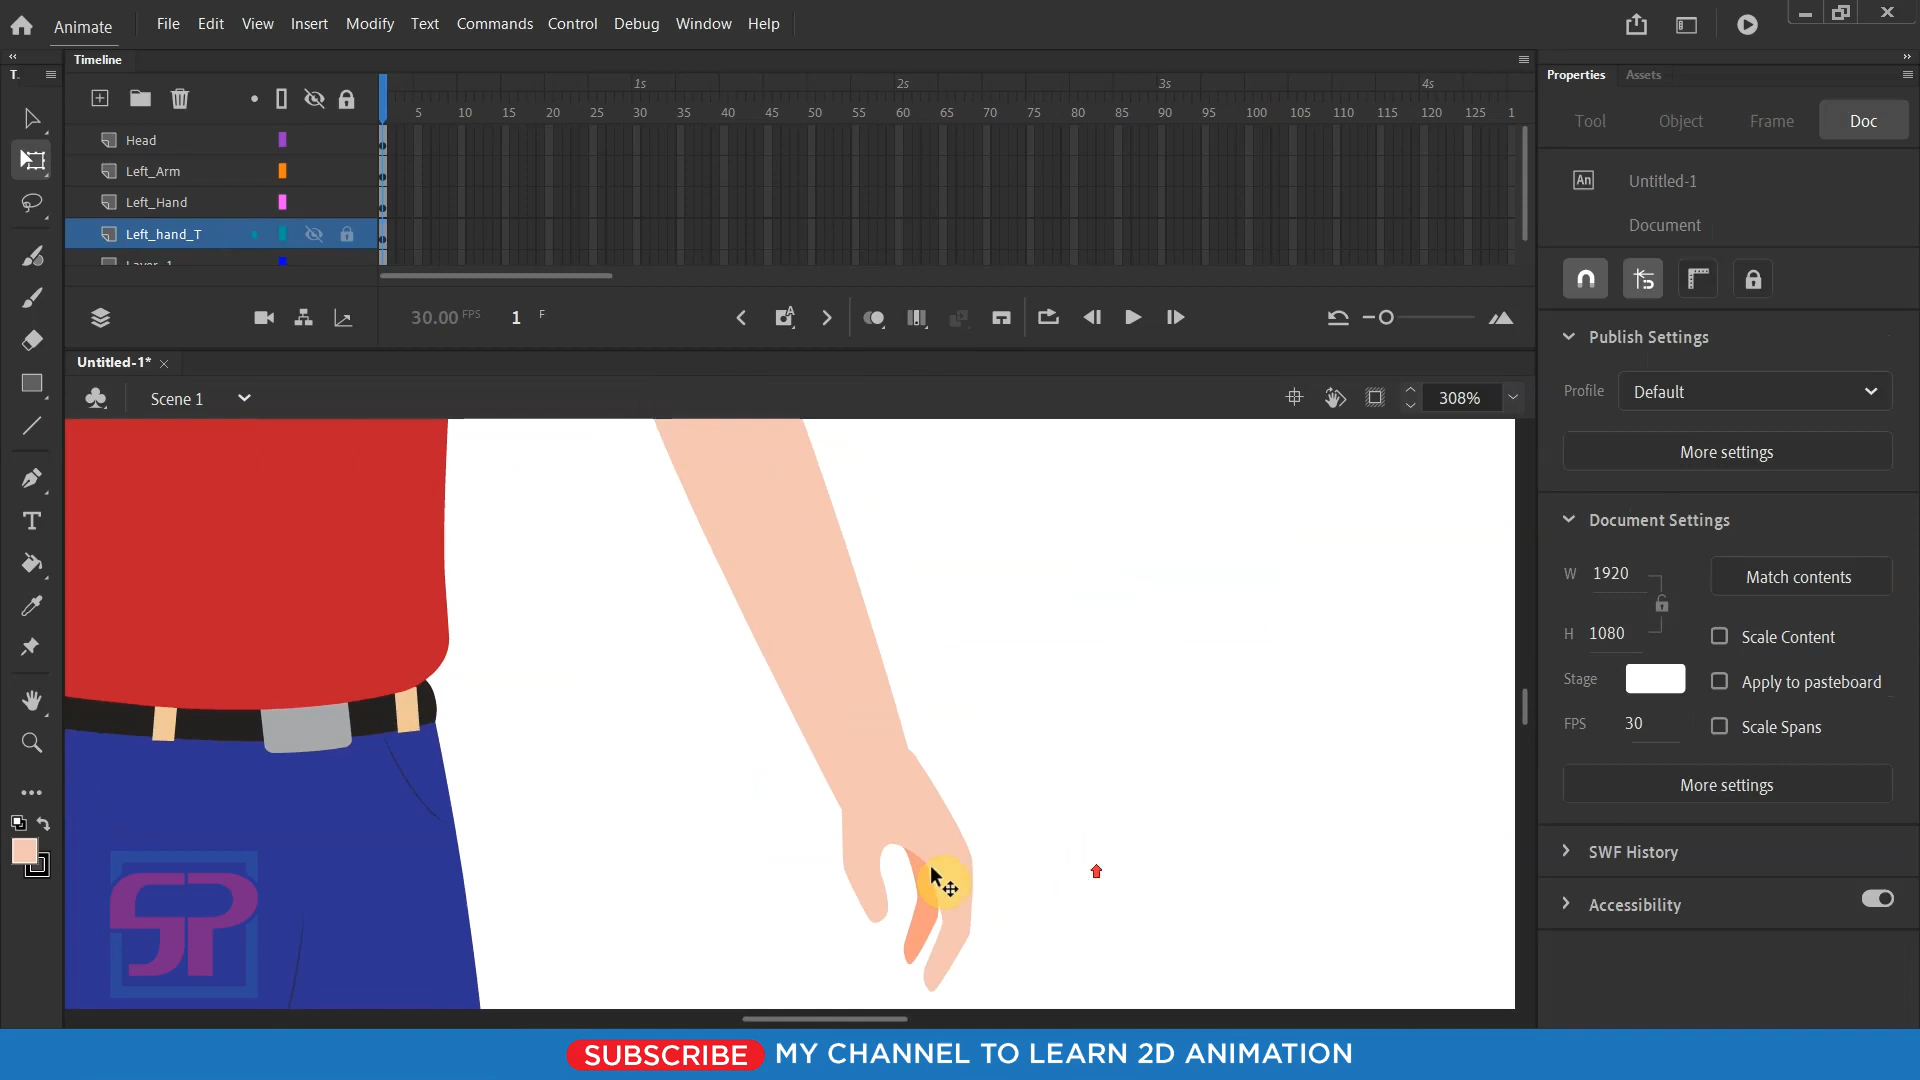 Animate File Edit View Insert Modify Text Commands Control Debug Window Help
T.
Timeline
Properties Assets
1s 2s 3s 4s
5 10 15 20 25 30 35 40 45 50 55 60 65 70 75 80 85 90 95 100 105 110 115 120 125 1
Tool Object Frame Doc
Head
Left_Arm
Left_Hand
Left_hand_T
Layer_1
An Untitled-1
Document
30.00 FPS 1 F
A
Publish Settings
Untitled-1*
Scene 1
308%
Profile Default
More settings
Document Settings
W 1920
Match contents
H 1080
Scale Content
Stage
Apply to pasteboard
FPS 30
Scale Spans
More settings
SWF History
Accessibility
SUBSCRIBE MY CHANNEL TO LEARN 2D ANIMATION